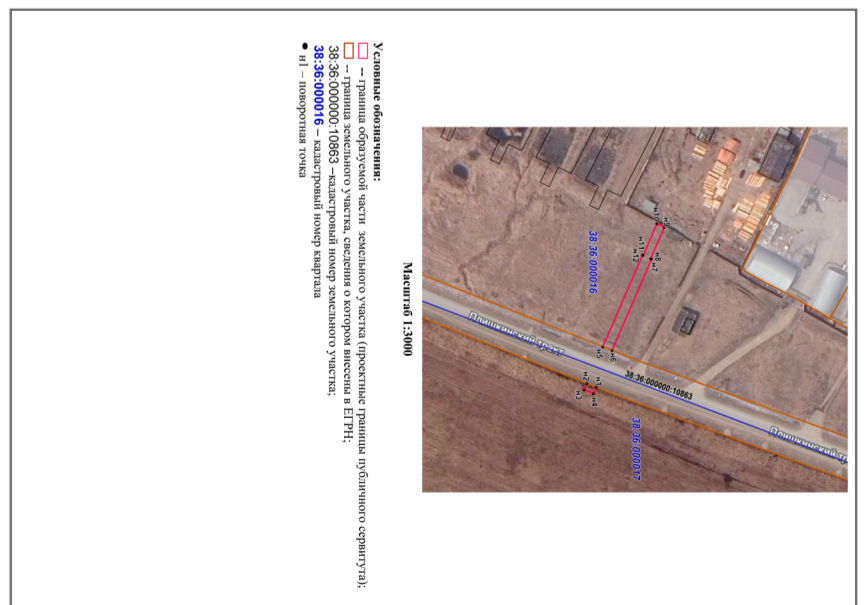 н9
н10
н8
н7
н11
н12
38:36:000016
н6
н5
Плишкинский тракт
38:36:000000:10863
н1
н2
н4
н3
38:36:000017
Плишкинский тр
Масштаб 1:3000
Условные обозначения:
-- граница образуемой части земельного участка (проектные границы публичного сервитута);
-- граница земельного участка, сведения о котором внесены в ЕГРН;
38:36:000000:10863 –кадастровый номер земельного участка;
38:36:000016 – кадастровый номер квартала
● н1 – поворотная точка